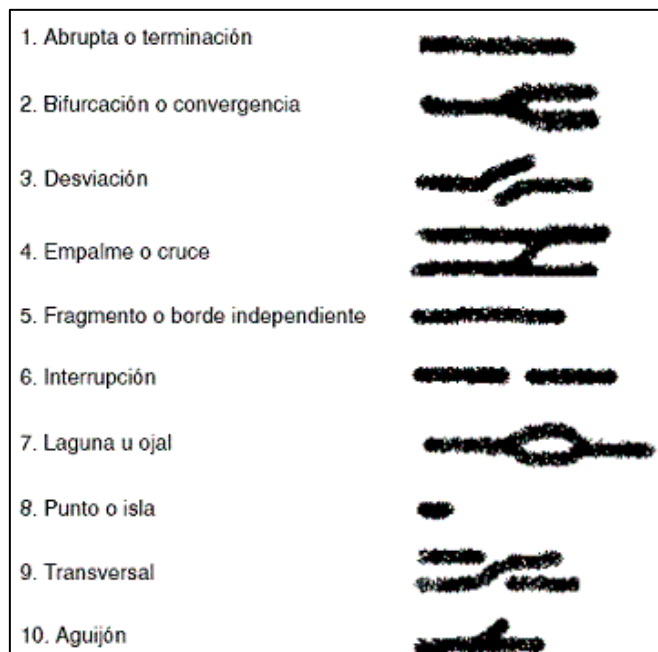 1. Abrupta o terminación
2. Bifurcación o convergencia
3. Desviación
4. Empalme o cruce
5. Fragmento o borde independiente
6. Interrupción
7. Laguna u ojal
8. Punto o isla
9. Transversal
10. Aguijón